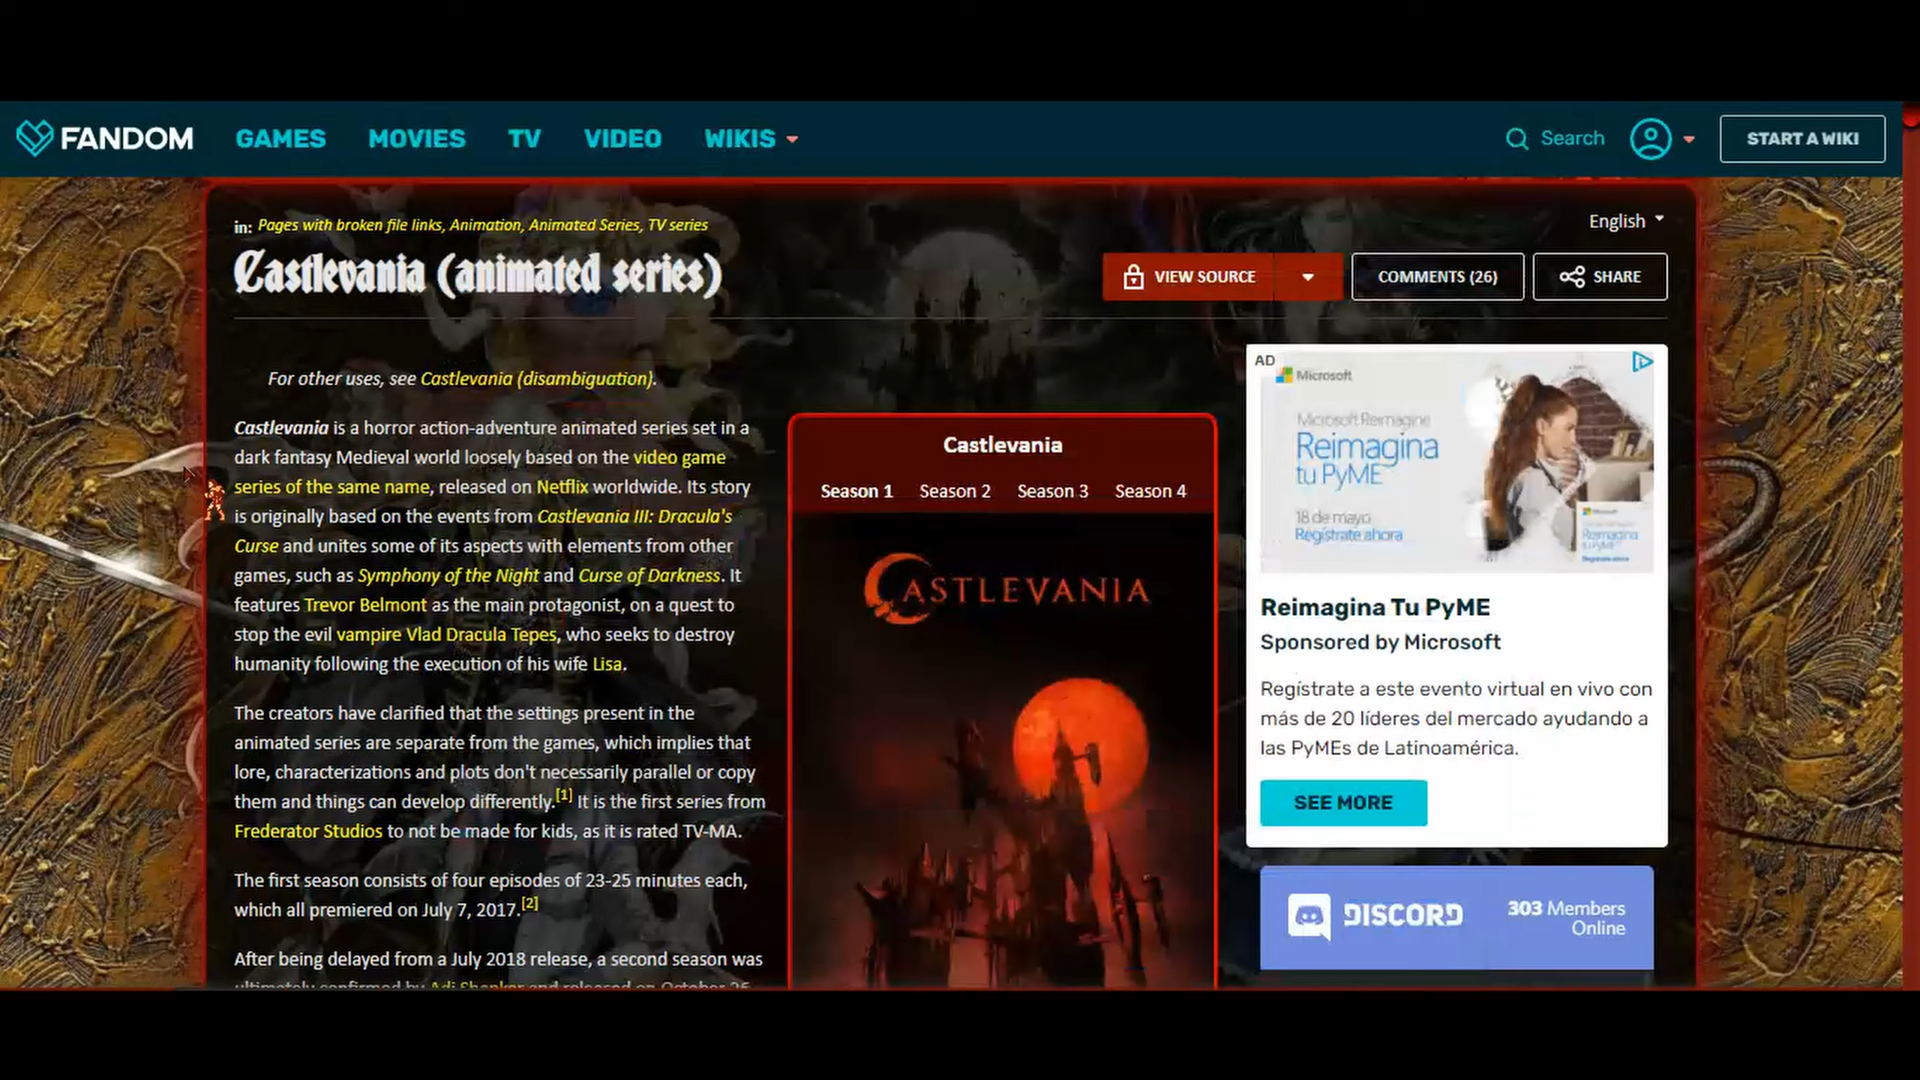 FANDOM GAMES MOVIES TV VIDEO WIKIS Search START A WIKI
in: Pages with broken file links, Animation, Animated Series, TV series
English
Castlevania (animated series)
VIEW SOURCE COMMENTS (26) SHARE
For other uses, see Castlevania (disambiguation).
Castlevania is a horror action-adventure animated series set in a
dark fantasy Medieval world loosely based on the video game
series of the same name, released on Netflix worldwide. Its story
is originally based on the events from Castlevania III: Dracula's
Curse and unites some of its aspects with elements from other
games, such as Symphony of the Night and Curse of Darkness. It
features Trevor Belmont as the main protagonist, on a quest to
stop the evil vampire Vlad Dracula Tepes, who seeks to destroy
humanity following the execution of his wife Lisa.
The creators have clarified that the settings present in the
animated series are separate from the games, which implies that
lore, characterizations and plots don't necessarily parallel or copy
them and things can develop differently.[1] It is the first series from
Frederator Studios to not be made for kids, as it is rated TV-MA.
The first season consists of four episodes of 23-25 minutes each,
which all premiered on July 7, 2017.[2]
After being delayed from a July 2018 release, a second season was
ultimately confirmed by Adi Shankar and released on October 26,
Castlevania
Season 1 Season 2 Season 3 Season 4
CASTLEVANIA
AD
Microsoft
Microsoft Reimagine
Reimagina
tu PyME
18 de mayo
Regístrate ahora
Microsoft
Reimagina
tu PyME
Regístrate ahora
Reimagina Tu PyME
Sponsored by Microsoft
Regístrate a este evento virtual en vivo con
más de 20 líderes del mercado ayudando a
las PyMEs de Latinoamérica.
SEE MORE
DISCORD
303 Members
Online